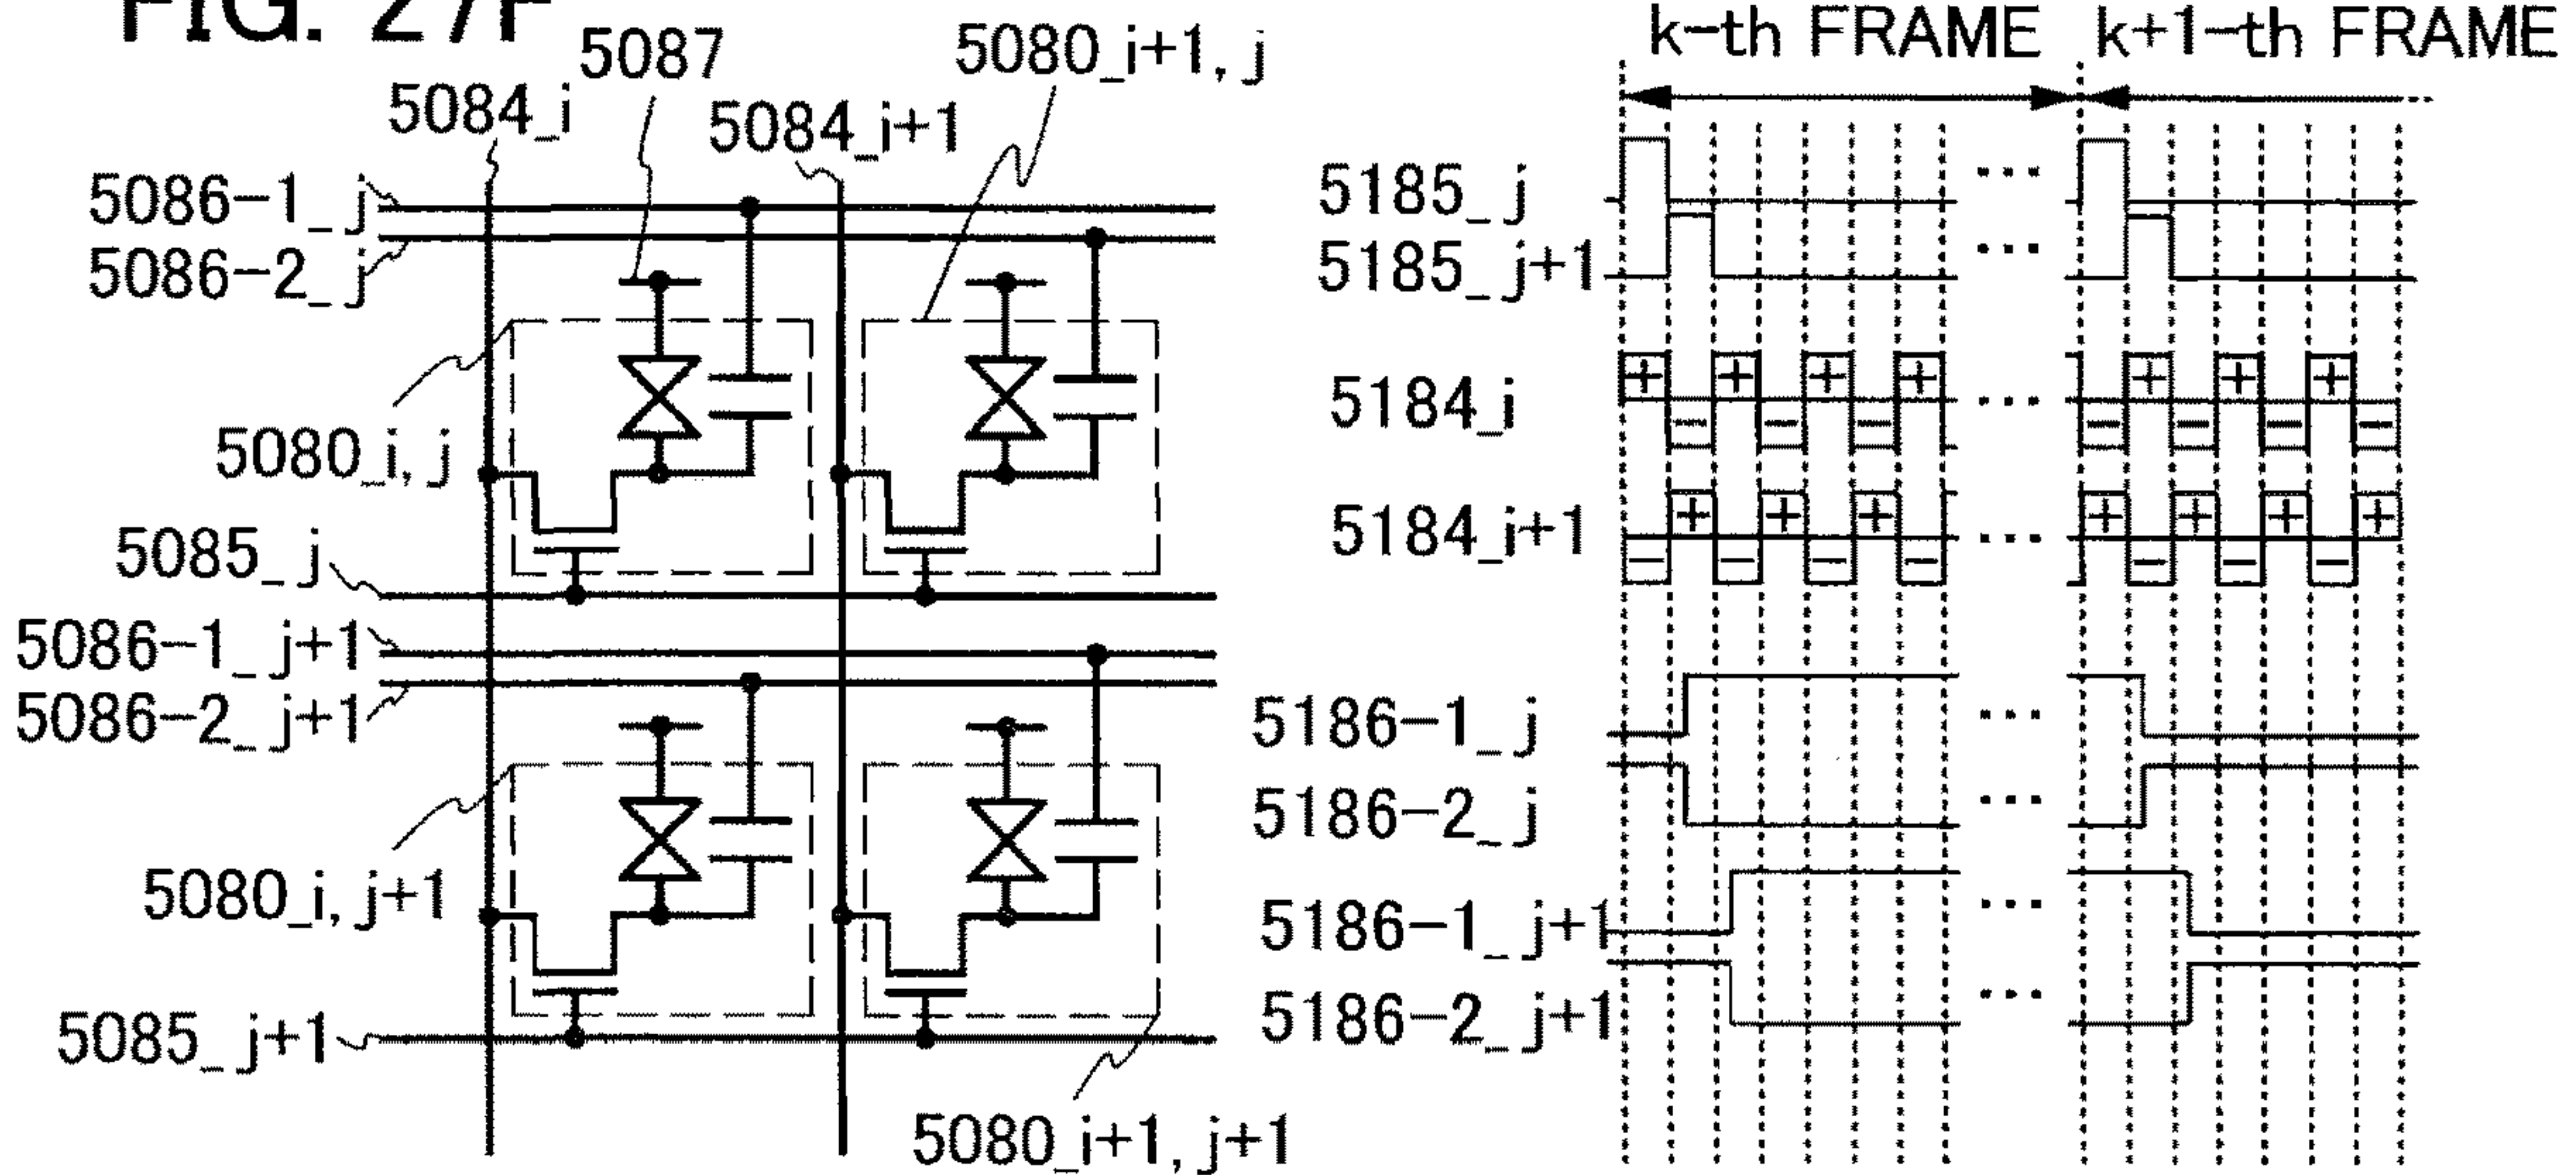 FIG. 27F
5087
5080_i+1, j
5084_i
5084_i+1
5086-1_j
5086-2_j
5080_i, j
5085_j
5086-1_j+1
5086-2_j+1
5080_i, j+1
5085_j+1
5080_i+1, j+1
k-th FRAME
k+1-th FRAME
5185_j
5185_j+1
5184_i
+ - + - + - + ... - + - + - + -
5184_i+1
- + - + - + - ... + - + - + - +
5186-1_j
5186-2_j
5186-1_j+1
5186-2_j+1